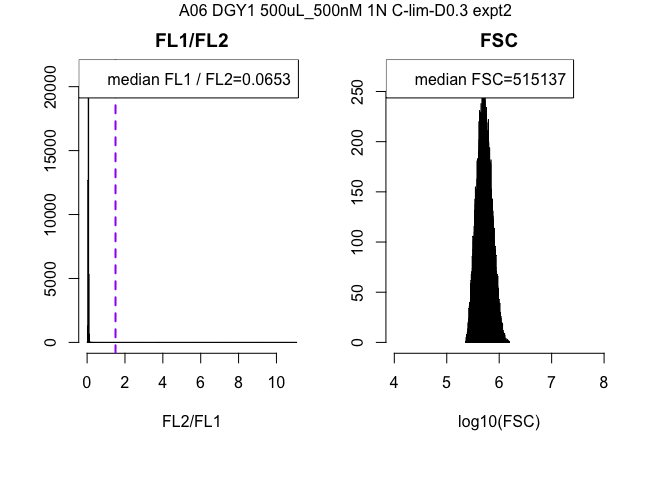 A06 DGY1 500uL_500nM 1N C-lim-D0.3 expt2
FL1/FL2
median FL1 / FL2=0.0653
20000
15000
10000
5000
0
0 2 4 6 8 10
FL2/FL1
FSC
median FSC=515137
250
200
150
100
50
0
4 5 6 7 8
log10(FSC)